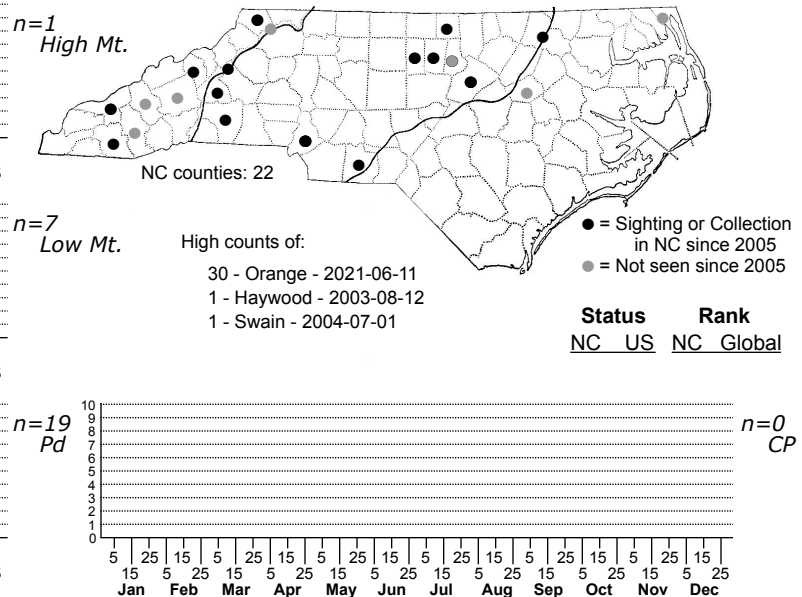 n=1
High Mt.
NC counties: 22
● = Sighting or Collection
in NC since 2005
● = Not seen since 2005
n=7
Low Mt.
High counts of:
30 - Orange - 2021-06-11
1 - Haywood - 2003-08-12
1 - Swain - 2004-07-01
Status Rank
NC US NC Global
n=19
Pd
n=0
CP
10
9
8
7
6
5
4
3
2
1
0
5 25 15 5 25 15 5 25 15 5 25 15 5 25 15 5 25 15
15 5 25 15 5 25 15 5 25 15 5 25 15 5 25 15 5 25
Jan Feb Mar Apr May Jun Jul Aug Sep Oct Nov Dec